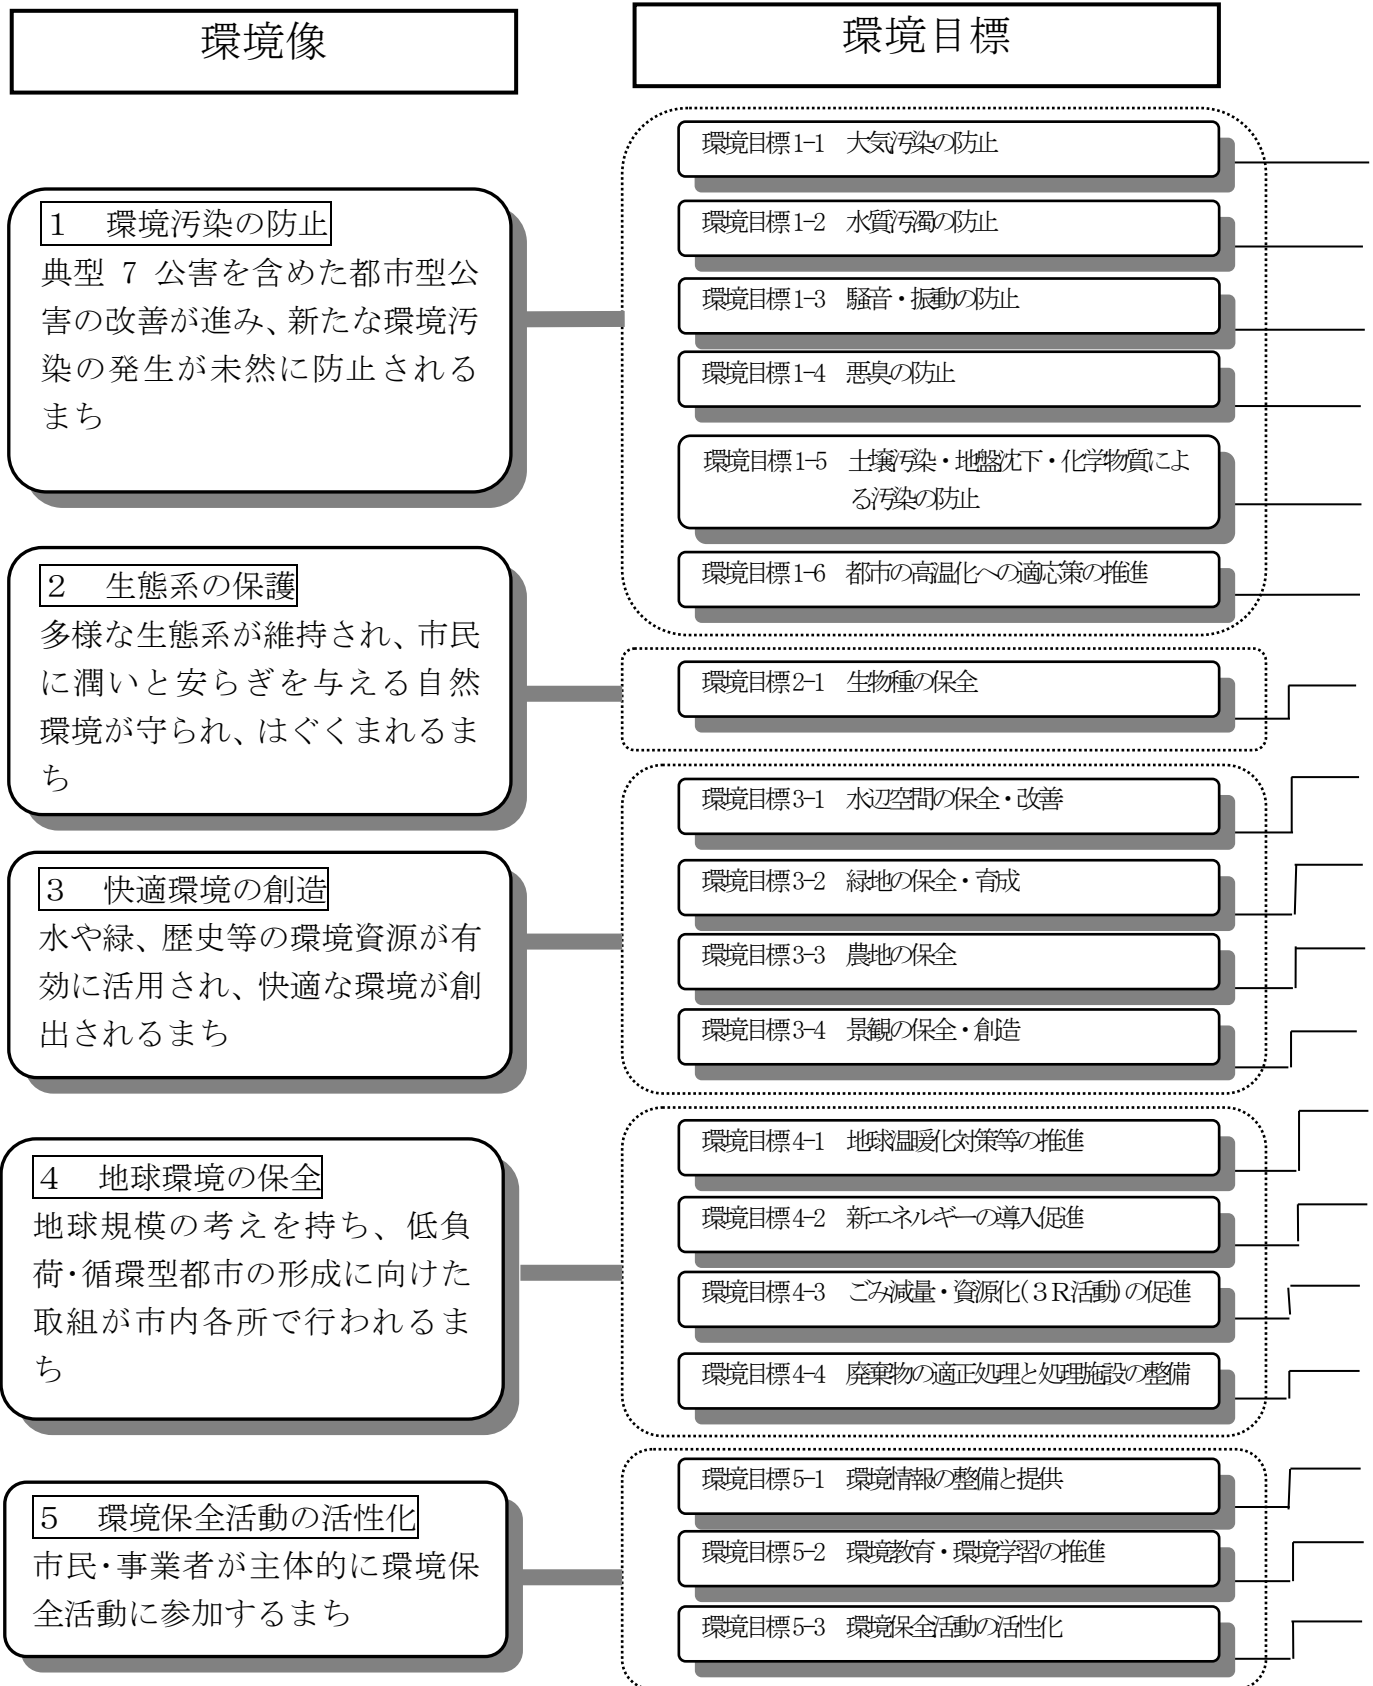 環境像
環境目標
1　環境汚染の防止
典型 7 公害を含めた都市型公
害の改善が進み、新たな環境汚
染の発生が未然に防止される
まち
環境目標1-1　大気汚染の防止
環境目標1-2　水質汚濁の防止
環境目標1-3　騒音・振動の防止
環境目標1-4　悪臭の防止
環境目標1-5　土壌汚染・地盤沈下・化学物質によ
る汚染の防止
環境目標1-6　都市の高温化への適応策の推進
2　生態系の保護
多様な生態系が維持され、市民
に潤いと安らぎを与える自然
環境が守られ、はぐくまれるま
ち
環境目標2-1　生物種の保全
3　快適環境の創造
水や緑、歴史等の環境資源が有
効に活用され、快適な環境が創
出されるまち
環境目標3-1　水辺空間の保全・改善
環境目標3-2　緑地の保全・育成
環境目標3-3　農地の保全
環境目標3-4　景観の保全・創造
4　地球環境の保全
地球規模の考えを持ち、低負
荷・循環型都市の形成に向けた
取組が市内各所で行われるま
ち
環境目標4-1　地球温暖化対策等の推進
環境目標4-2　新エネルギーの導入促進
環境目標4-3　ごみ減量・資源化(３Ｒ活動)の促進
環境目標4-4　廃棄物の適正処理と処理施設の整備
5　環境保全活動の活性化
市民・事業者が主体的に環境保
全活動に参加するまち
環境目標5-1　環境情報の整備と提供
環境目標5-2　環境教育・環境学習の推進
環境目標5-3　環境保全活動の活性化